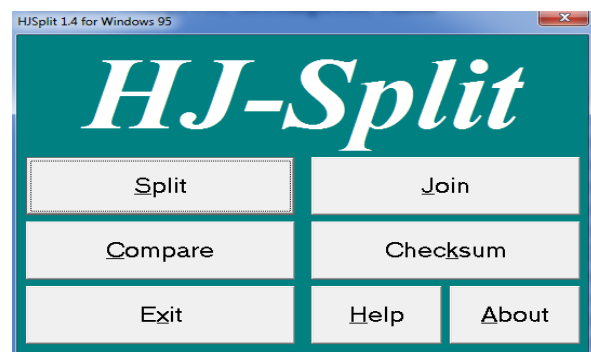 HJSplit 1.4 for Windows 95
HJ-Split
Split Join
Compare Checksum
Exit Help About